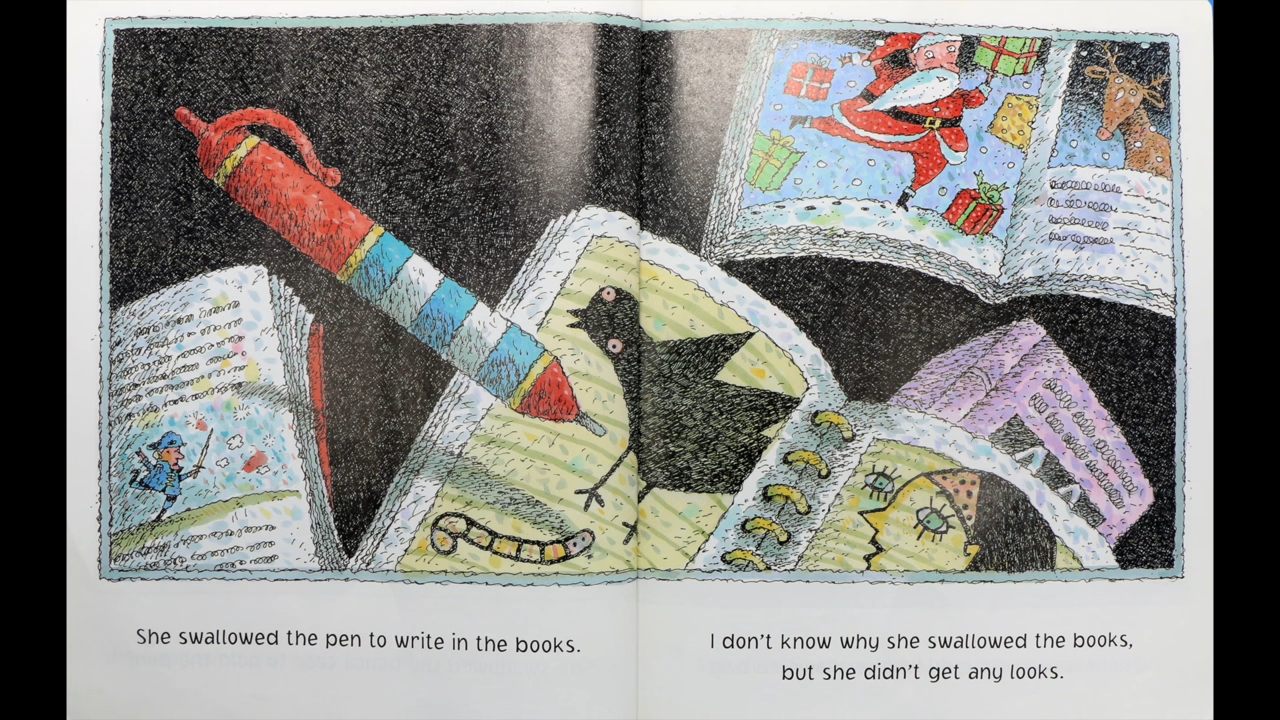 She swallowed the pen to write in the books.
I don't know why she swallowed the books,
but she didn't get any looks.